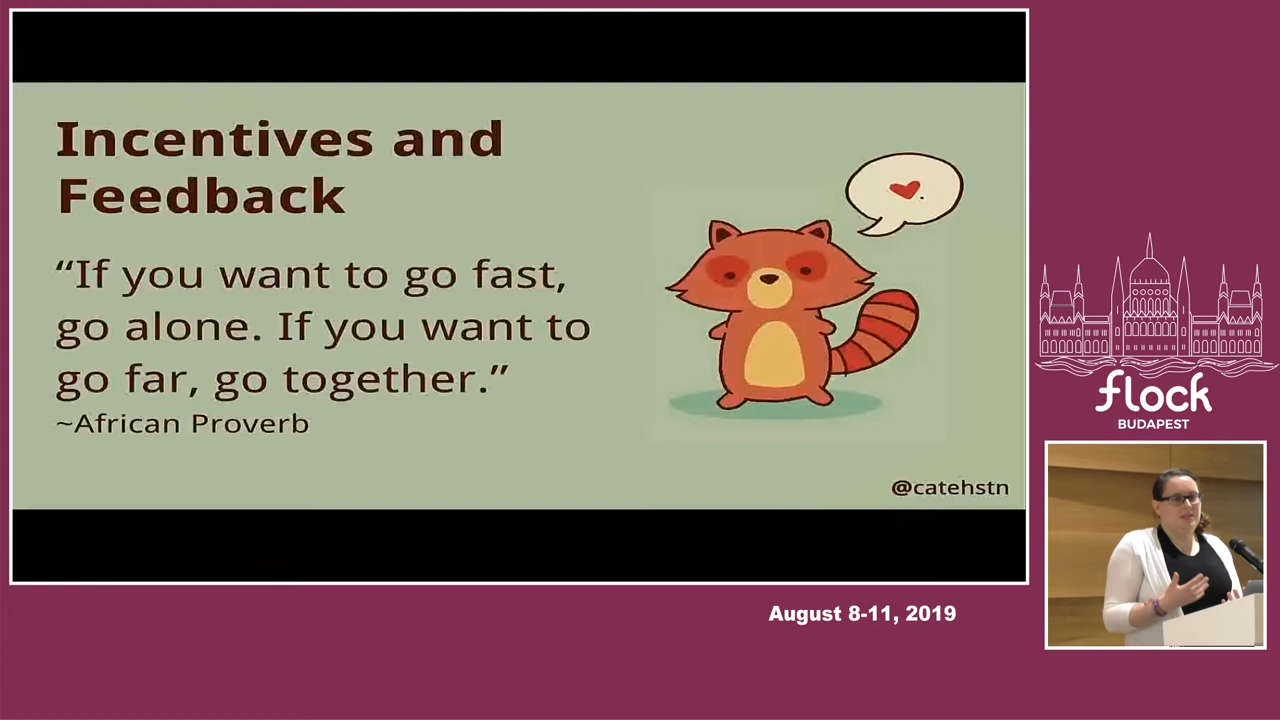 Incentives and
Feedback
“If you want to go fast,
go alone. If you want to
go far, go together.”
~African Proverb
@catehstn
flock
BUDAPEST
August 8-11, 2019